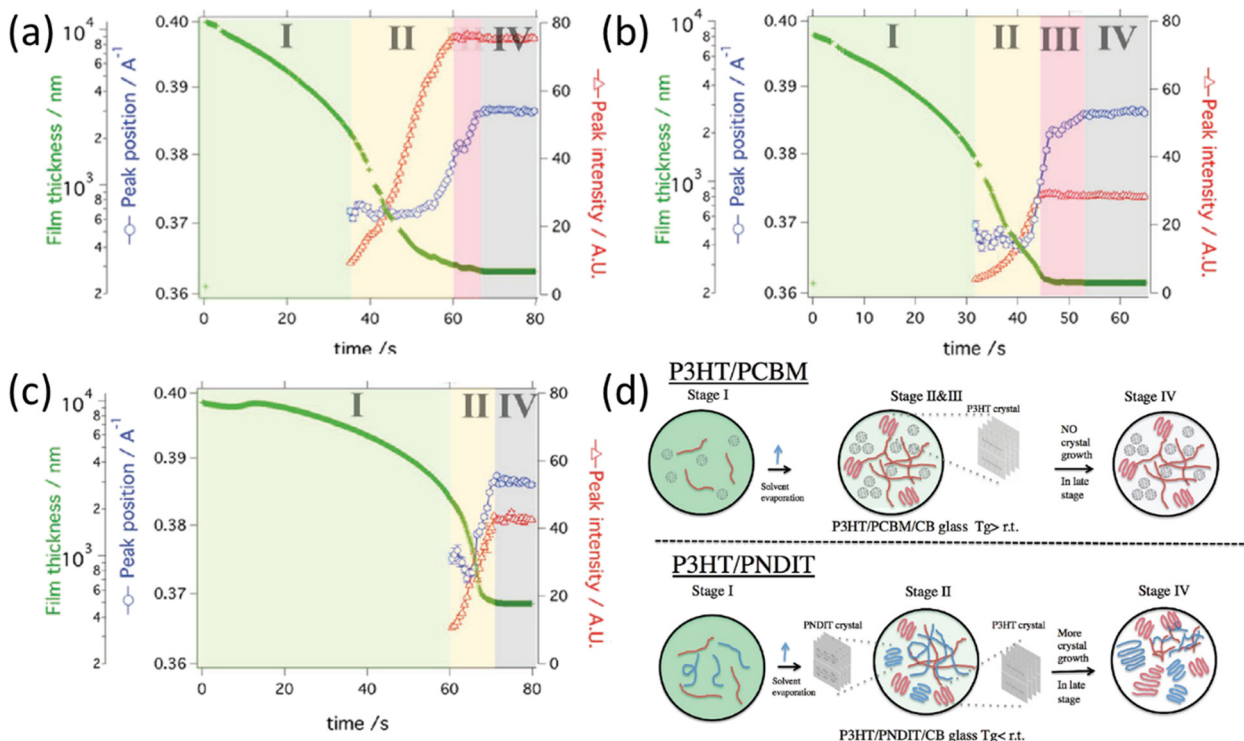 (a)
Film thickness / nm
Peak position / A⁻¹
Peak intensity / A.U.
10⁴
8
6
4
2
10³
8
6
4
2
0.40
0.39
0.38
0.37
0.36
I
II
III
IV
80
60
40
20
0
0 20 40 60 80
time /s
(b)
Film thickness / nm
Peak position / A⁻¹
Peak intensity / A.U.
10⁴
8
6
4
2
10³
8
6
4
2
0.40
0.39
0.38
0.37
0.36
I
II
III
IV
80
60
40
20
0
0 10 20 30 40 50 60
time /s
(c)
Film thickness / nm
Peak position / A⁻¹
Peak intensity / A.U.
10⁴
8
6
4
2
10³
8
6
4
2
0.40
0.39
0.38
0.37
0.36
I
II
IV
80
60
40
20
0
0 20 40 60 80
time /s
(d)
P3HT/PCBM
Stage I
Stage II&III
P3HT crystal
Stage IV
Solvent
evaporation
NO
crystal
growth
In late
stage
P3HT/PCBM/CB glass Tg> r.t.
P3HT/PNDIT
Stage I
PNDIT crystal
Stage II
P3HT crystal
Stage IV
Solvent
evaporation
More
crystal
growth
In late
stage
P3HT/PNDIT/CB glass Tg< r.t.